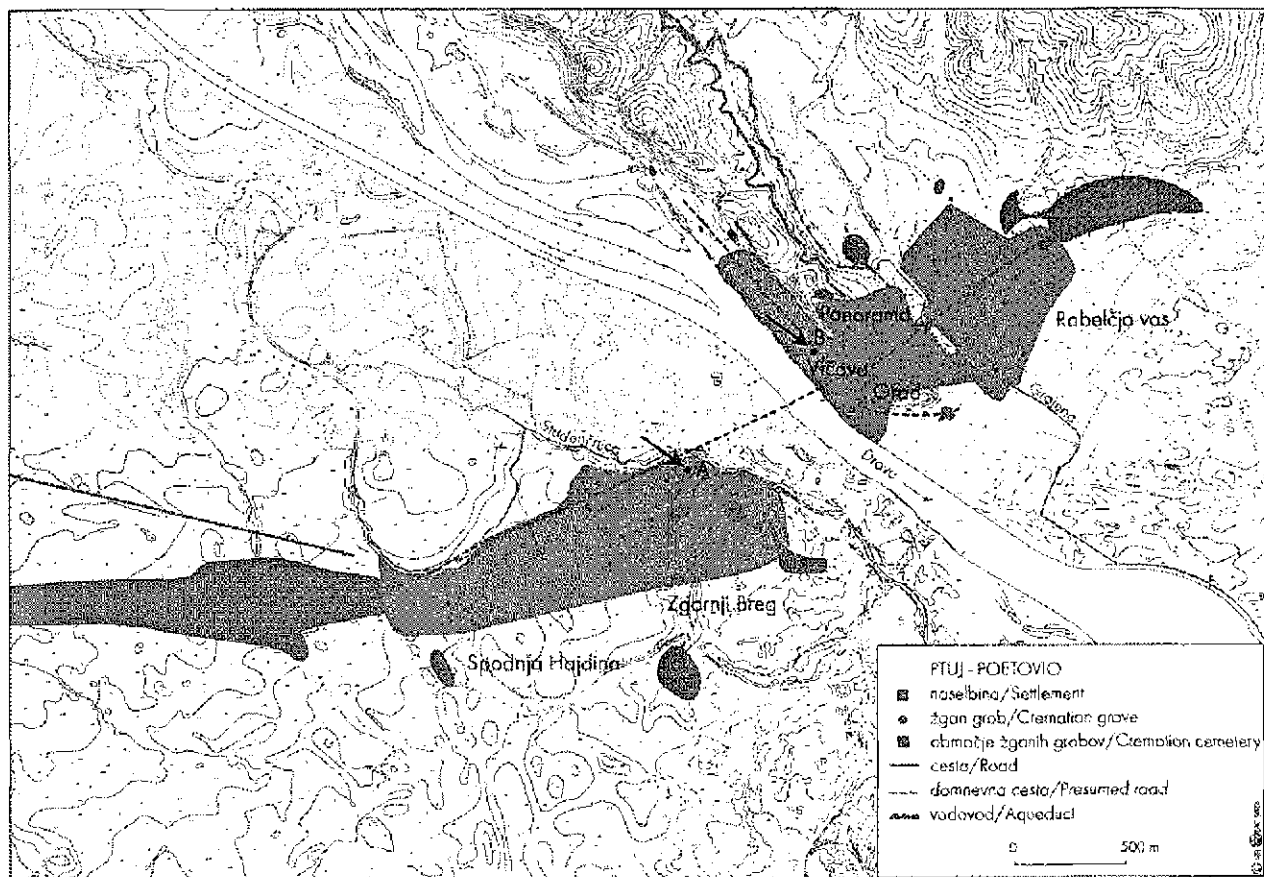 Panorama
Rabelčja vas
B
Vičava
Grad
Grajena
Studenčnica
A
Drava
Zgornji Breg
Spodnja Hajdina
PTUJ - POETOVIO
naselbina/Settlement
žgan grob/Cremation grave
območje žganih grobov/Cremation cemetery
cesta/Road
domnevna cesta/Presumed road
vodovod/Aqueduct
0 500 m